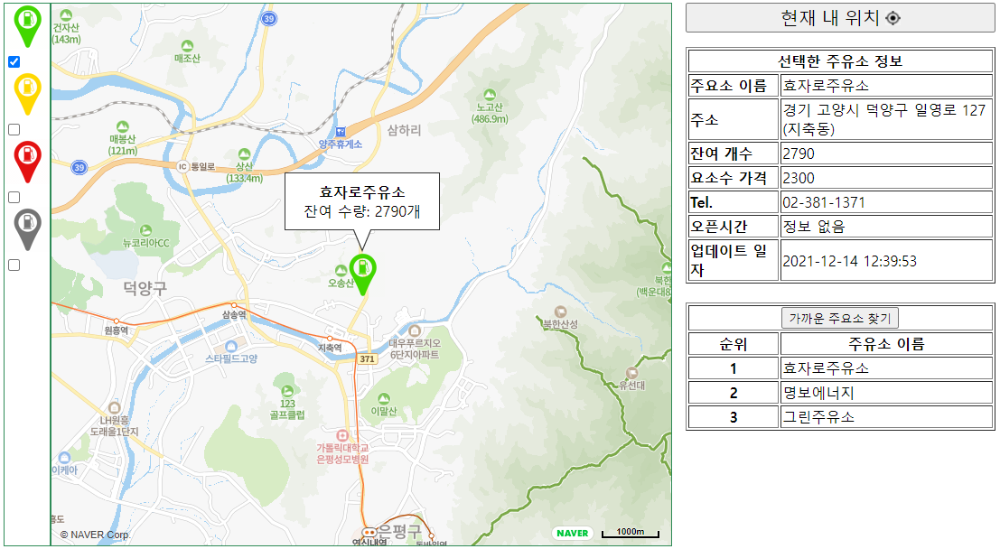 건자산
(143m)
39
매조산
노고산
(486.9m)
삼하리
양주휴게소
매봉산
(121m)
상산
(133.4m)
39
IC 통일로
효자로주유소
잔여 수량: 2790개
뉴코리아CC
오송산
덕양구
북한
(백운대&
삼송역
원흥역
지축역
371
대우푸르지오
6단지아파트
북한산성
스타필드고양
유선대
123
골프클럽
이말산
LH원흥
도래울1단지
가톨릭대학교
은평성모병원
이케아
흥도
© NAVER Corp.
은평구
연신내역
NAVER
1000m
현재 내 위치
선택한 주유소 정보
주요소 이름 효자로주유소
주소 경기 고양시 덕양구 일영로 127
(지축동)
잔여 개수 2790
요소수 가격 2300
Tel. 02-381-1371
오픈시간 정보 없음
업데이트 일
자 2021-12-14 12:39:53
가까운 주요소 찾기
순위 주유소 이름
1 효자로주유소
2 명보에너지
3 그린주유소